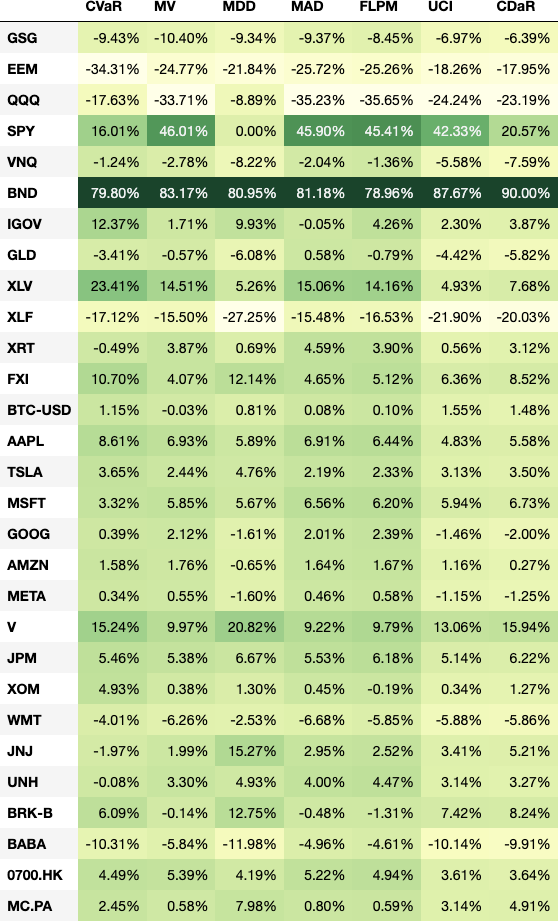 CVaR MV MDD MAD FLPM UCI CDaR
GSG -9.43% -10.40% -9.34% -9.37% -8.45% -6.97% -6.39%
EEM -34.31% -24.77% -21.84% -25.72% -25.26% -18.26% -17.95%
QQQ -17.63% -33.71% -8.89% -35.23% -35.65% -24.24% -23.19%
SPY 16.01% 46.01% 0.00% 45.90% 45.41% 42.33% 20.57%
VNQ -1.24% -2.78% -8.22% -2.04% -1.36% -5.58% -7.59%
BND 79.80% 83.17% 80.95% 81.18% 78.96% 87.67% 90.00%
IGOV 12.37% 1.71% 9.93% -0.05% 4.26% 2.30% 3.87%
GLD -3.41% -0.57% -6.08% 0.58% -0.79% -4.42% -5.82%
XLV 23.41% 14.51% 5.26% 15.06% 14.16% 4.93% 7.68%
XLF -17.12% -15.50% -27.25% -15.48% -16.53% -21.90% -20.03%
XRT -0.49% 3.87% 0.69% 4.59% 3.90% 0.56% 3.12%
FXI 10.70% 4.07% 12.14% 4.65% 5.12% 6.36% 8.52%
BTC-USD 1.15% -0.03% 0.81% 0.08% 0.10% 1.55% 1.48%
AAPL 8.61% 6.93% 5.89% 6.91% 6.44% 4.83% 5.58%
TSLA 3.65% 2.44% 4.76% 2.19% 2.33% 3.13% 3.50%
MSFT 3.32% 5.85% 5.67% 6.56% 6.20% 5.94% 6.73%
GOOG 0.39% 2.12% -1.61% 2.01% 2.39% -1.46% -2.00%
AMZN 1.58% 1.76% -0.65% 1.64% 1.67% 1.16% 0.27%
META 0.34% 0.55% -1.60% 0.46% 0.58% -1.15% -1.25%
V 15.24% 9.97% 20.82% 9.22% 9.79% 13.06% 15.94%
JPM 5.46% 5.38% 6.67% 5.53% 6.18% 5.14% 6.22%
XOM 4.93% 0.38% 1.30% 0.45% -0.19% 0.34% 1.27%
WMT -4.01% -6.26% -2.53% -6.68% -5.85% -5.88% -5.86%
JNJ -1.97% 1.99% 15.27% 2.95% 2.52% 3.41% 5.21%
UNH -0.08% 3.30% 4.93% 4.00% 4.47% 3.14% 3.27%
BRK-B 6.09% -0.14% 12.75% -0.48% -1.31% 7.42% 8.24%
BABA -10.31% -5.84% -11.98% -4.96% -4.61% -10.14% -9.91%
0700.HK 4.49% 5.39% 4.19% 5.22% 4.94% 3.61% 3.64%
MC.PA 2.45% 0.58% 7.98% 0.80% 0.59% 3.14% 4.91%